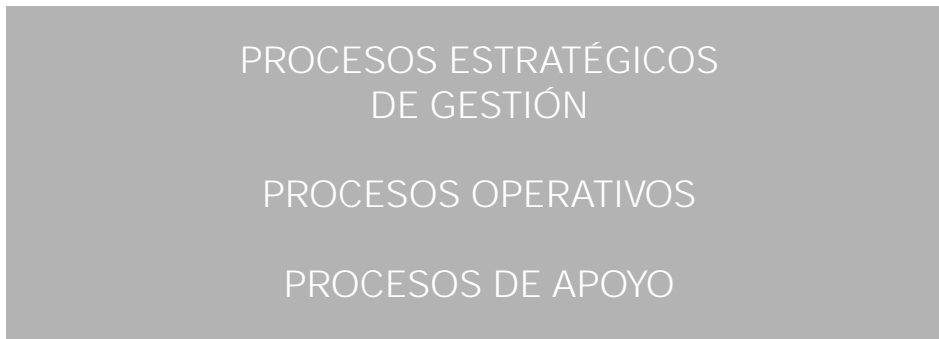 PROCESOS ESTRATÉGICOS
DE GESTIÓN
PROCESOS OPERATIVOS
PROCESOS DE APOYO